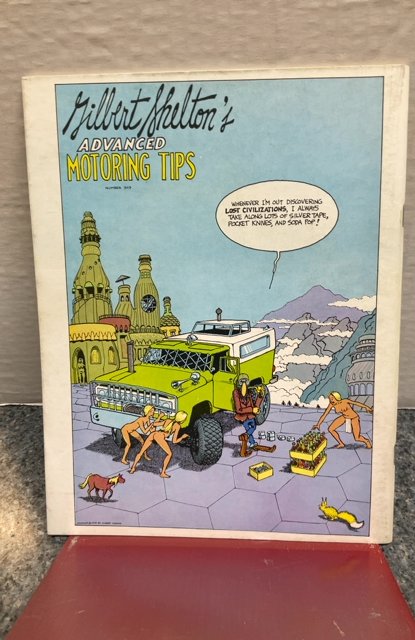 Gilbert Shelton's
ADVANCED
MOTORING TIPS
WHENEVER I'M OUT DISCOVERING
LOST CIVILIZATIONS, I ALWAYS
TAKE ALONG LOTS OF SILVER TAPE,
POCKET KNIVES, AND SODA POP!